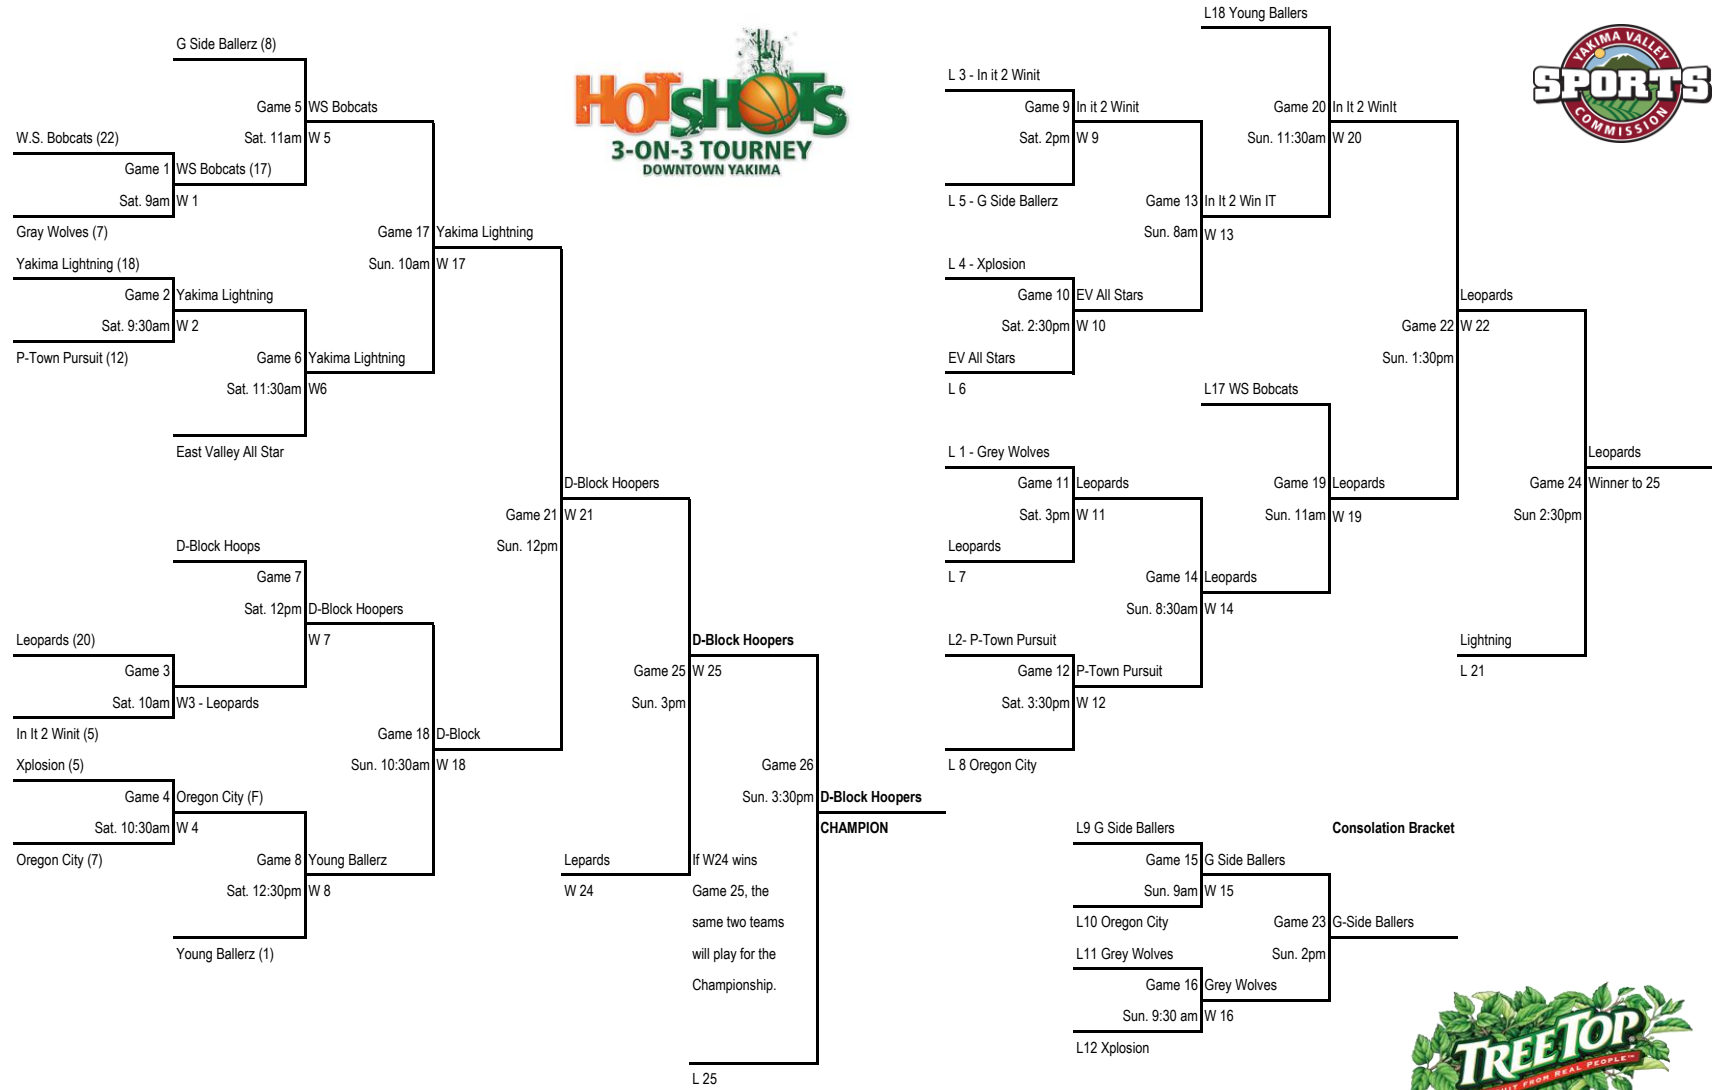 L18 Young Ballers
G Side Ballerz (8)
HOTSHOTS
3-ON-3 TOURNEY
DOWNTOWN YAKIMA
YAKIMA VALLEY
SPORTS
COMMISSION
L 3 - In it 2 Winit
Game 5 WS Bobcats
Game 9 In it 2 Winit
Game 20 In It 2 WinIt
W.S. Bobcats (22)
Sat. 11am W 5
Sat. 2pm W 9
Sun. 11:30am W 20
Game 1 WS Bobcats (17)
Sat. 9am W 1
L 5 - G Side Ballerz
Game 13 In It 2 Win IT
Gray Wolves (7)
Game 17 Yakima Lightning
Sun. 8am W 13
Yakima Lightning (18)
Sun. 10am W 17
L 4 - Xplosion
Game 2 Yakima Lightning
Game 10 EV All Stars
Leopards
Sat. 9:30am W 2
Sat. 2:30pm W 10
Game 22 W 22
P-Town Pursuit (12)
Game 6 Yakima Lightning
EV All Stars
Sun. 1:30pm
Sat. 11:30am W6
L 6
L17 WS Bobcats
East Valley All Star
L 1 - Grey Wolves
Leopards
D-Block Hoopers
Game 11 Leopards
Game 19 Leopards
Game 24 Winner to 25
Game 21 W 21
Sat. 3pm W 11
Sun. 11am W 19
Sun 2:30pm
D-Block Hoops
Sun. 12pm
Leopards
Game 7
L 7
Game 14 Leopards
Sat. 12pm D-Block Hoopers
Sun. 8:30am W 14
Leopards (20)
W 7
D-Block Hoopers
L2- P-Town Pursuit
Lightning
Game 3
Game 25 W 25
Game 12 P-Town Pursuit
L 21
Sat. 10am W3 - Leopards
Sun. 3pm
Sat. 3:30pm W 12
In It 2 Winit (5)
Game 18 D-Block
Xplosion (5)
Sun. 10:30am W 18
Game 26
L 8 Oregon City
Game 4 Oregon City (F)
Sun. 3:30pm D-Block Hoopers
Sat. 10:30am W 4
CHAMPION
L9 G Side Ballers
Consolation Bracket
Oregon City (7)
Game 8 Young Ballerz
Lepards
If W24 wins
Game 15 G Side Ballers
Sat. 12:30pm W 8
W 24
Game 25, the
Sun. 9am W 15
same two teams
L10 Oregon City
Game 23 G-Side Ballers
Young Ballerz (1)
will play for the
L11 Grey Wolves
Sun. 2pm
Championship.
Game 16 Grey Wolves
Sun. 9:30 am W 16
L12 Xplosion
L 25
TREETOP
FROM REAL PEOPLE